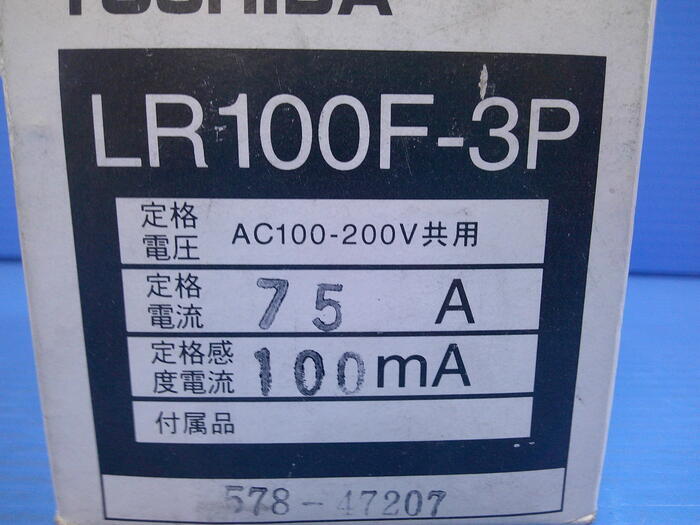 TOSHIBA
LR100F-3P
定格電圧 AC100-200V共用
定格電流 75 A
定格感度電流 100mA
付属品
578-47207